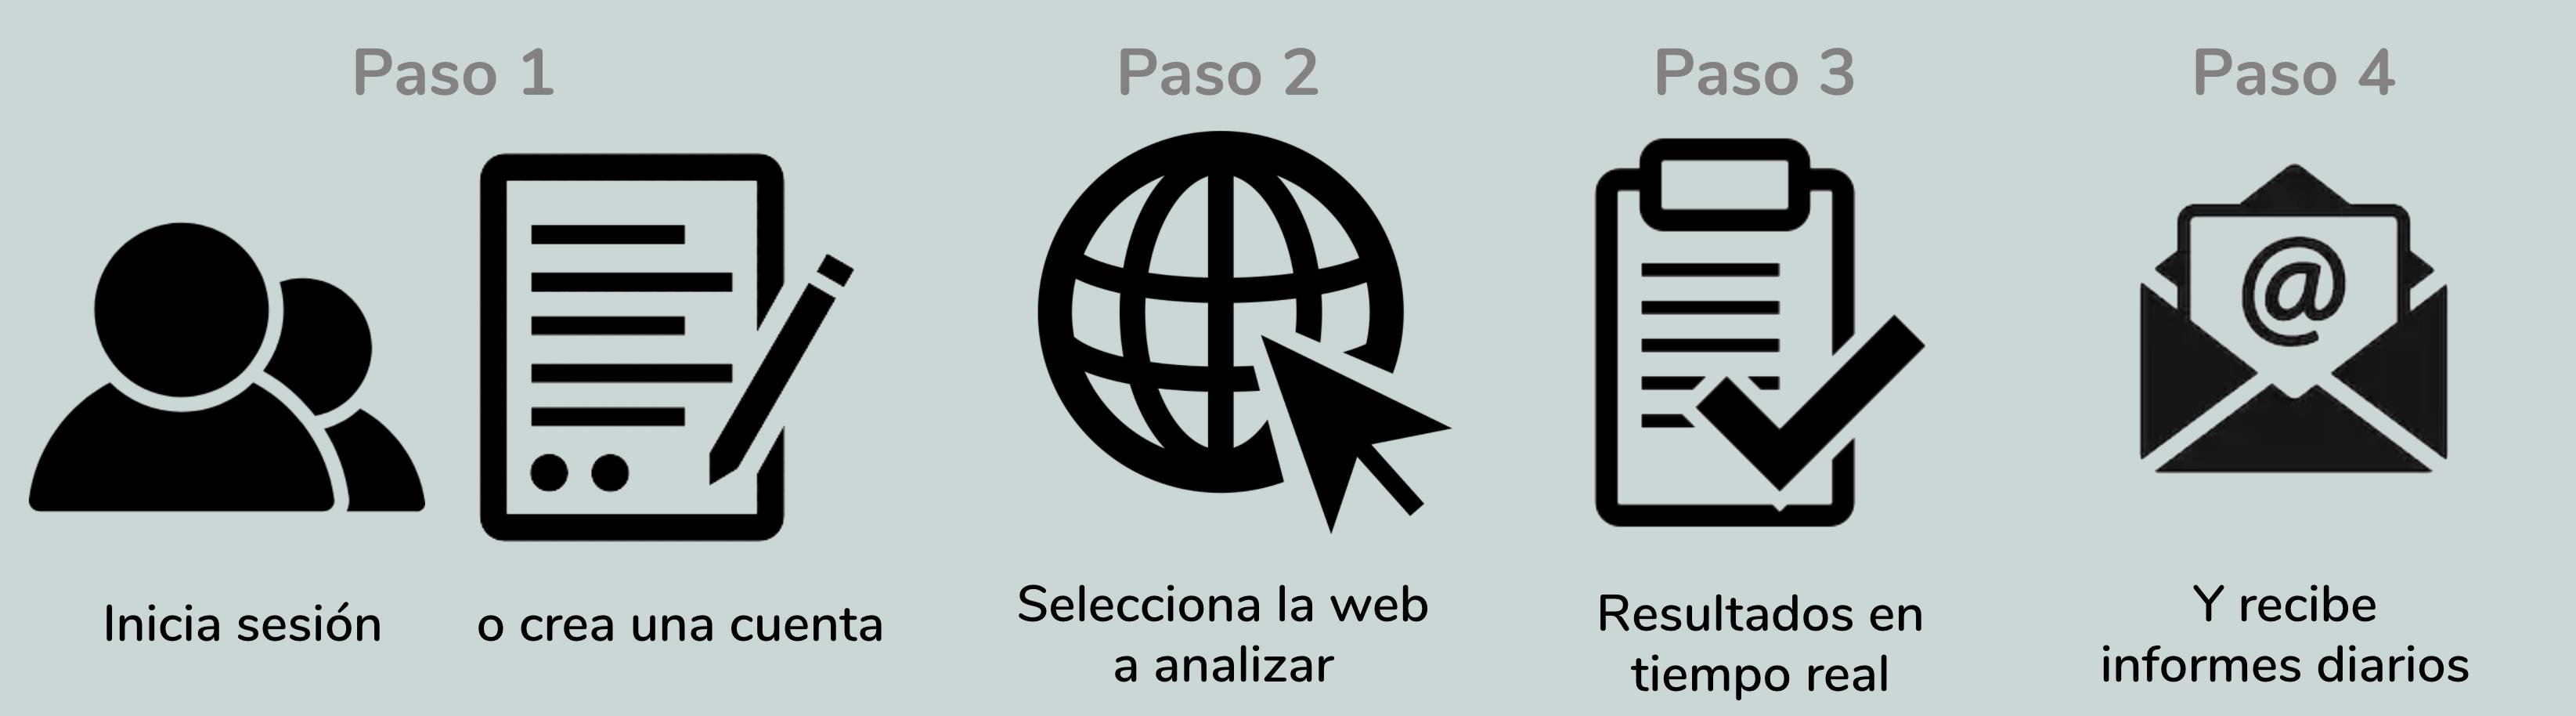 Paso 1
Inicia sesión
o crea una cuenta
Paso 2
Selecciona la web
a analizar
Paso 3
Resultados en
tiempo real
Paso 4
@
Y recibe
informes diarios